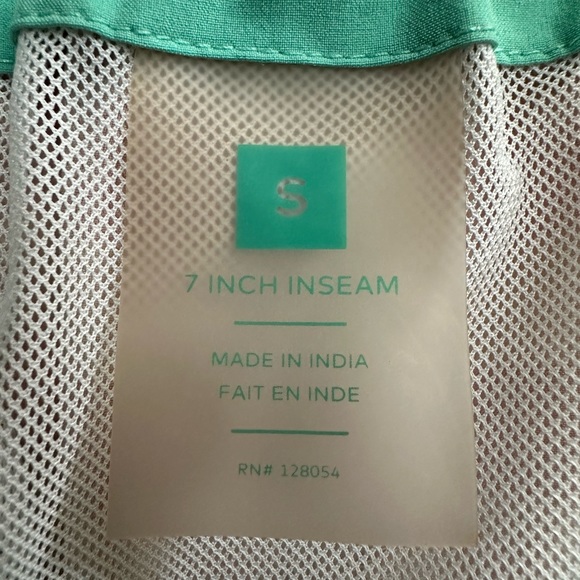 S
7 INCH INSEAM
MADE IN INDIA
FAIT EN INDE
RN# 128054